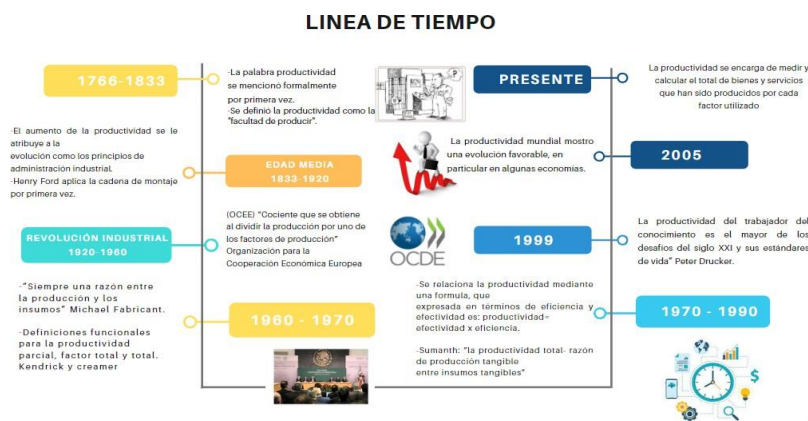 LINEA DE TIEMPO
1766-1833
-La palabra productividad
se mencionó formalmente
por primera vez.
-Se definió la productividad como la
"facultad de producir".
-El aumento de la productividad se le
atribuye a la
evolución como los principios de
administración industrial.
-Henry Ford aplica la cadena de montaje
por primera vez.
EDAD MEDIA
1833-1920
REVOLUCIÓN INDUSTRIAL
1920-1960
(OCEE) "Cociente que se obtiene
al dividir la producción por uno de
los factores de producción"
Organización para la
Cooperación Económica Europea
-"Siempre una razón entre
la producción y los
insumos" Michael Fabricant.
-Definiciones funcionales
para la productividad
parcial, factor total y total.
Kendrick y creamer
1960 - 1970
PRESENTE
La productividad se encarga de medir y
calcular el total de bienes y servicios
que han sido producidos por cada
factor utilizado
La productividad mundial mostro
una evolución favorable, en
particular en algunas economías.
2005
OCDE
1999
La productividad del trabajador del
conocimiento es el mayor de los
desafíos del siglo XXI y sus estándares
de vida" Peter Drucker.
-Se relaciona la productividad mediante
una formula, que
expresada en términos de eficiencia y
efectividad es: productividad=
efectividad x eficiencia.
-Sumanth: "la productividad total- razón
de producción tangible
entre insumos tangibles"
1970 - 1990